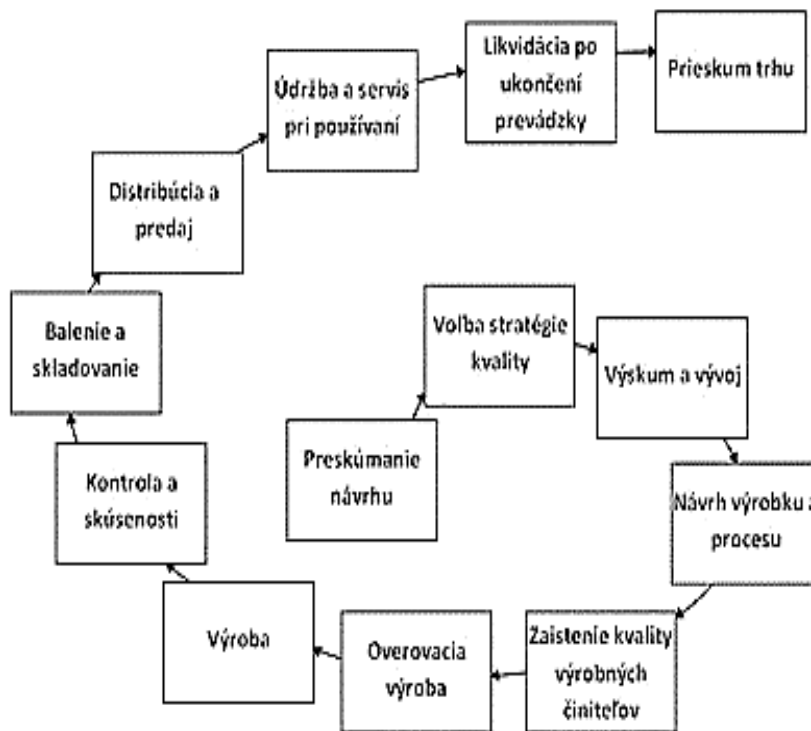 Likvidácia po
ukončení
prevádzky
Prieskum trhu
Údržba a servis
pri používaní
Distribúcia a
predaj
Balenie a
skladovanie
Kontrola a
skúsenosti
Výroba
Overovacia
výroba
Zaistenie kvality
výrobných
činiteľov
Návrh výrobku a
procesu
Výskum a vývoj
Voľba stratégie
kvality
Preskúmanie
návrhu